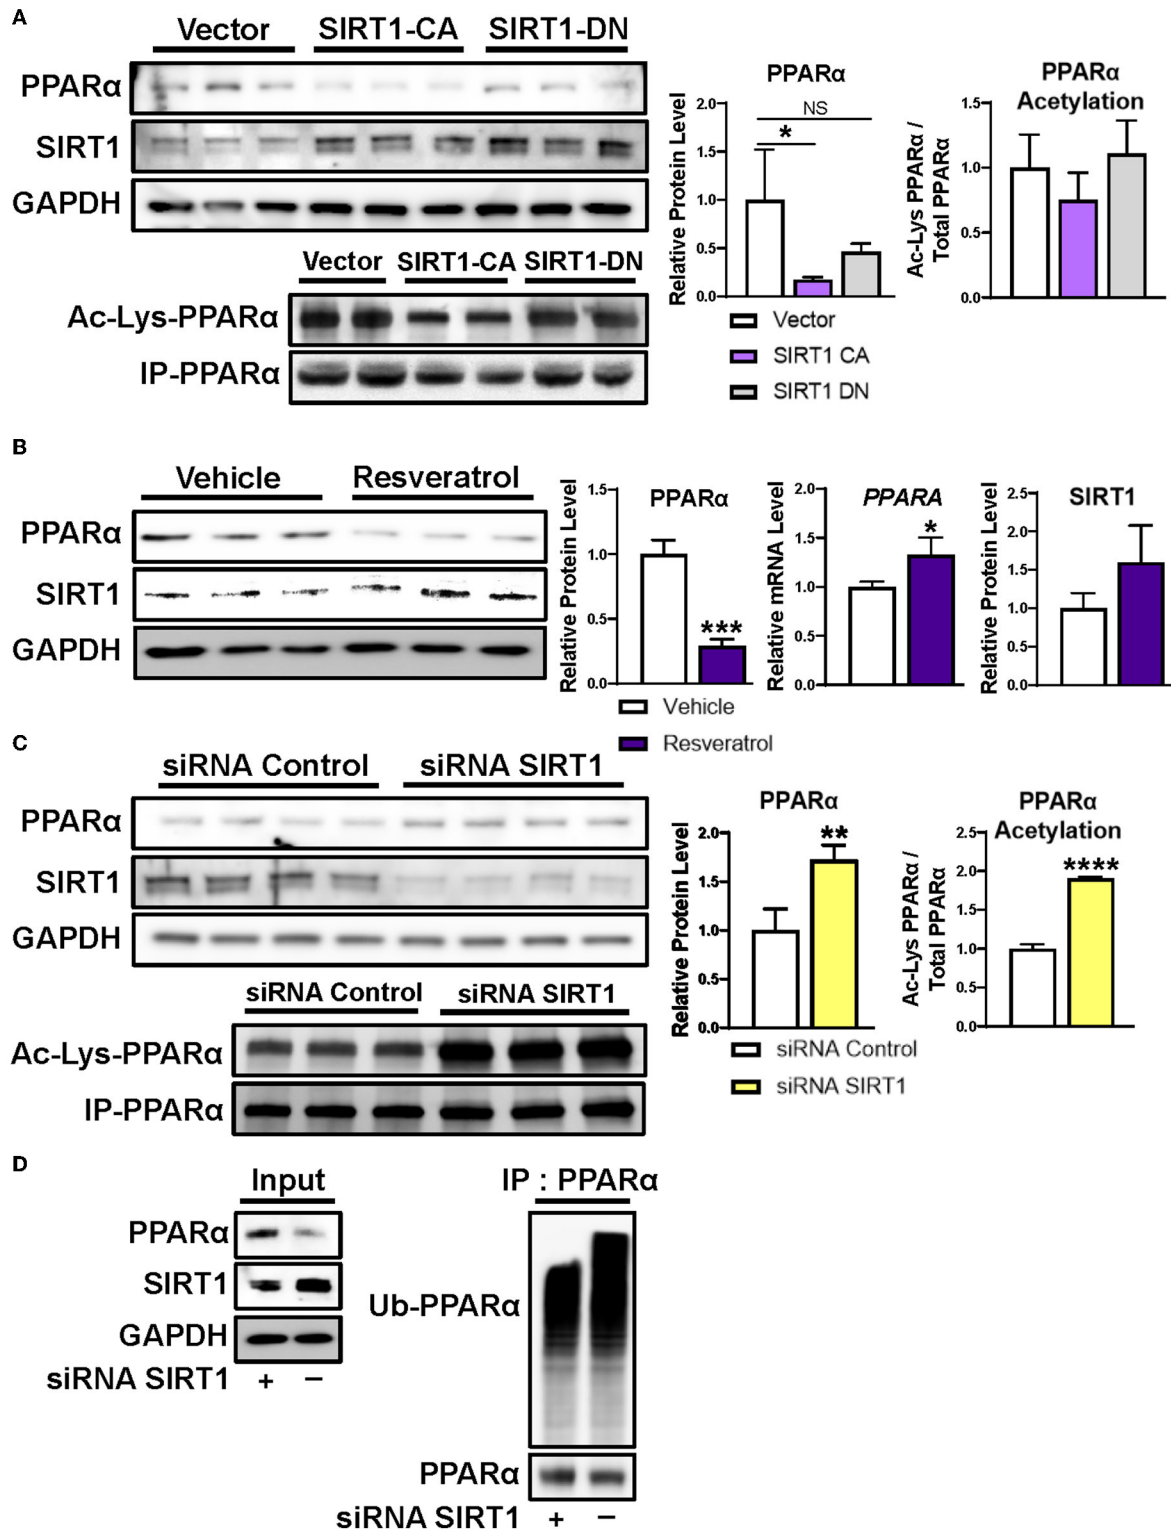 A
Vector SIRT1-CA SIRT1-DN
PPARα
SIRT1
GAPDH
Vector SIRT1-CA SIRT1-DN
Ac-Lys-PPARα
IP-PPARα
PPARα
Relative Protein Level
2.0
1.5
1.0
0.5
0.0
NS
*
Vector
SIRT1 CA
SIRT1 DN
PPARα
Acetylation
Ac-Lys PPARα /
Total PPARα
1.5
1.0
0.5
0.0
B
Vehicle Resveratrol
PPARα
SIRT1
GAPDH
PPARα
Relative Protein Level
1.5
1.0
0.5
0.0
***
Vehicle
Resveratrol
PPARA
Relative mRNA Level
2.0
1.5
1.0
0.5
0.0
*
SIRT1
Relative Protein Level
2.5
2.0
1.5
1.0
0.5
0.0
C
siRNA Control siRNA SIRT1
PPARα
SIRT1
GAPDH
siRNA Control siRNA SIRT1
Ac-Lys-PPARα
IP-PPARα
PPARα
Relative Protein Level
2.0
1.5
1.0
0.5
0.0
**
siRNA Control
siRNA SIRT1
PPARα
Acetylation
Ac-Lys PPARα /
Total PPARα
2.5
2.0
1.5
1.0
0.5
0.0
****
D
Input
PPARα
SIRT1
GAPDH
siRNA SIRT1 + −
IP : PPARα
Ub-PPARα
PPARα
siRNA SIRT1 + −